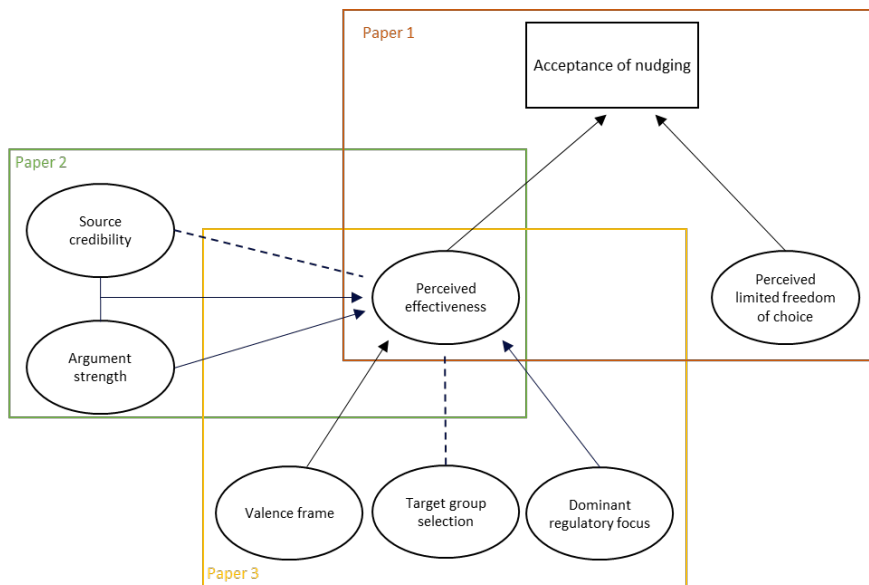 Paper 1
Acceptance of nudging
Paper 2
Source
credibility
Perceived
effectiveness
Perceived
limited freedom
of choice
Argument
strength
Valence frame
Target group
selection
Dominant
regulatory focus
Paper 3